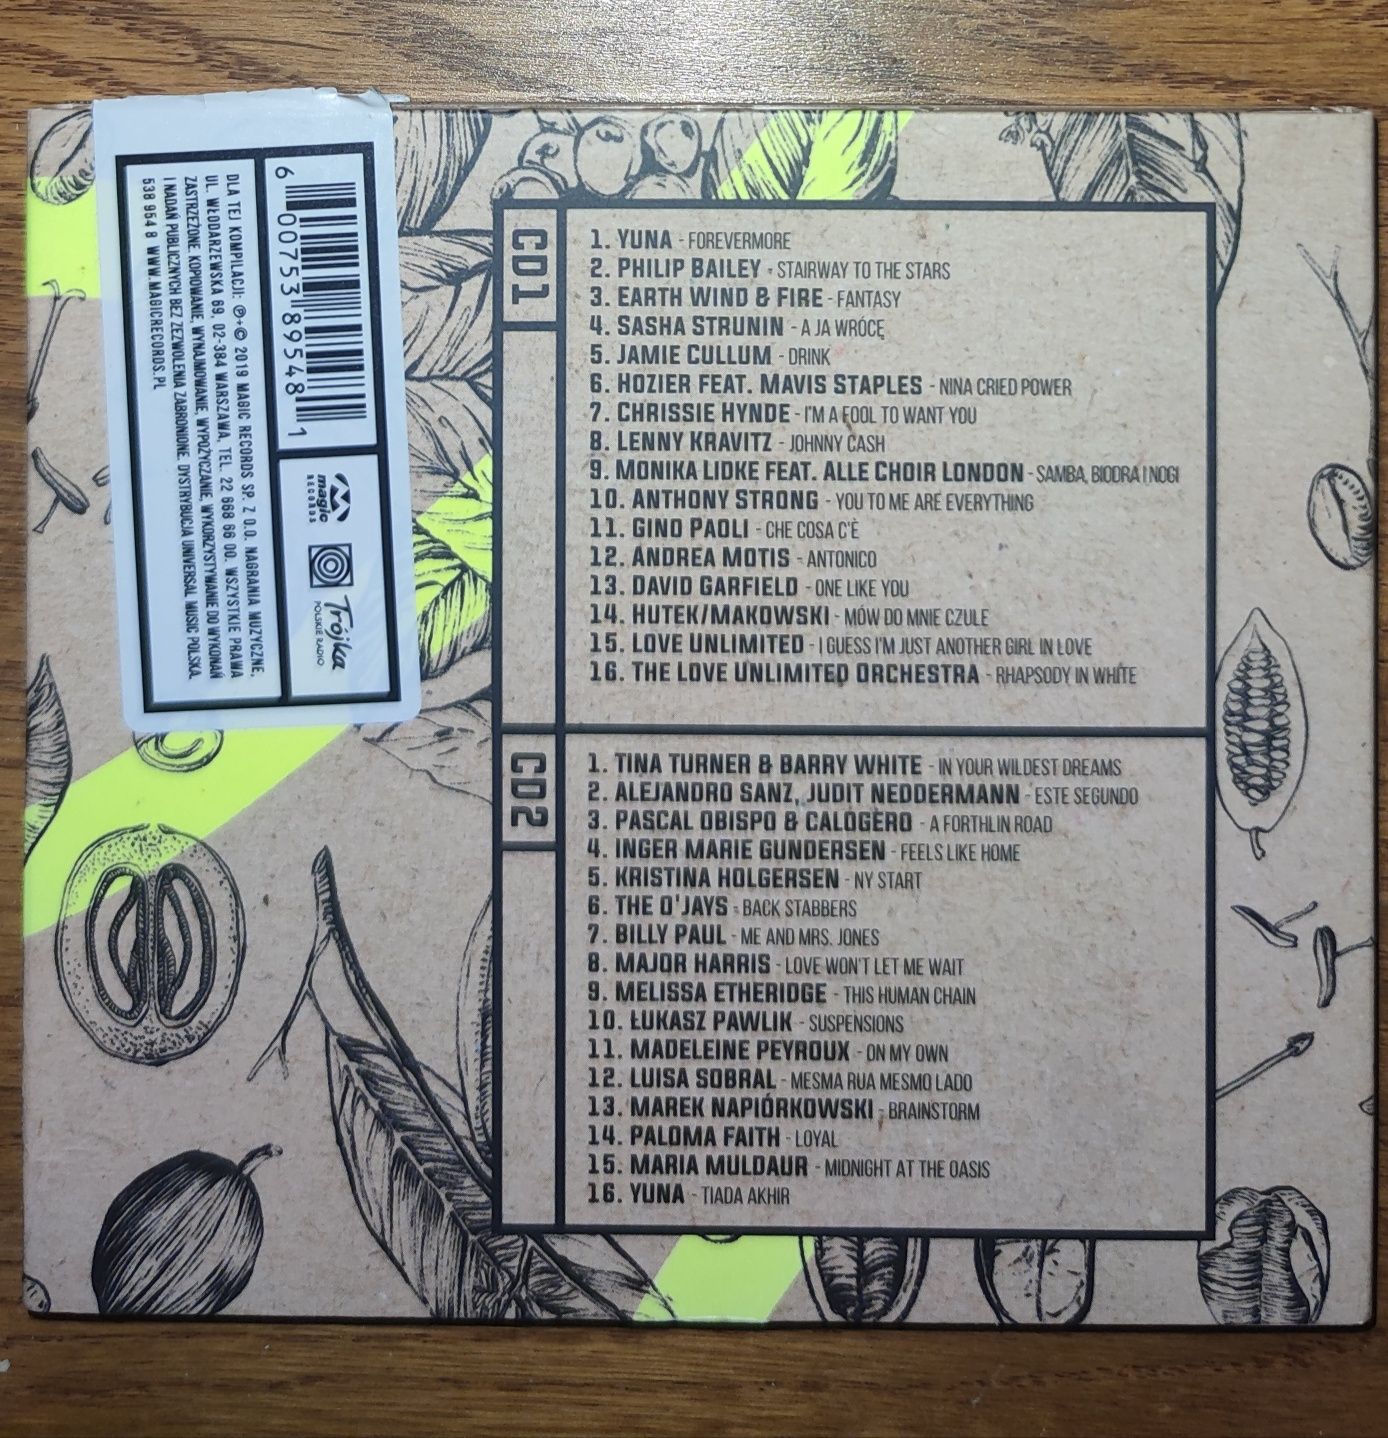 6 00753 89548 1
magic
RECORDS
Trójka
POLSKIE RADIO
DLA TEJ KOMPILACJI: ℗+© 2019 MAGIC RECORDS SP. Z O.O. NAGRANIA MUZYCZNE,
UL. WŁODARZEWSKA 69, 02-384 WARSZAWA, TEL. 22 668 66 00. WSZYSTKIE PRAWA
ZASTRZEŻONE. KOPIOWANIE, WYNAJMOWANIE, WYPOŻYCZANIE, WYKORZYSTYWANIE DO WYKONAŃ
I NADAŃ PUBLICZNYCH BEZ ZEZWOLENIA ZABRONIONE. DYSTRYBUCJA UNIVERSAL MUSIC POLSKA.
538 954 8 WWW.MAGICRECORDS.PL
CD1
1. YUNA - FOREVERMORE
2. PHILIP BAILEY - STAIRWAY TO THE STARS
3. EARTH WIND & FIRE - FANTASY
4. SASHA STRUNIN - A JA WRÓCĘ
5. JAMIE CULLUM - DRINK
6. HOZIER FEAT. MAVIS STAPLES - NINA CRIED POWER
7. CHRISSIE HYNDE - I'M A FOOL TO WANT YOU
8. LENNY KRAVITZ - JOHNNY CASH
9. MONIKA LIDKE FEAT. ALLE CHOIR LONDON - SAMBA, BIODRA I NOGI
10. ANTHONY STRONG - YOU TO ME ARE EVERYTHING
11. GINO PAOLI - CHE COSA C'È
12. ANDREA MOTIS - ANTONICO
13. DAVID GARFIELD - ONE LIKE YOU
14. HUTEK/MAKOWSKI - MÓW DO MNIE CZULE
15. LOVE UNLIMITED - I GUESS I'M JUST ANOTHER GIRL IN LOVE
16. THE LOVE UNLIMITED ORCHESTRA - RHAPSODY IN WHITE
CD2
1. TINA TURNER & BARRY WHITE - IN YOUR WILDEST DREAMS
2. ALEJANDRO SANZ, JUDIT NEDDERMANN - ESTE SEGUNDO
3. PASCAL OBISPO & CALOGERO - A FORTHLIN ROAD
4. INGER MARIE GUNDERSEN - FEELS LIKE HOME
5. KRISTINA HOLGERSEN - NY START
6. THE O'JAYS - BACK STABBERS
7. BILLY PAUL - ME AND MRS. JONES
8. MAJOR HARRIS - LOVE WON'T LET ME WAIT
9. MELISSA ETHERIDGE - THIS HUMAN CHAIN
10. ŁUKASZ PAWLIK - SUSPENSIONS
11. MADELEINE PEYROUX - ON MY OWN
12. LUISA SOBRAL - MESMA RUA MESMO LADO
13. MAREK NAPIÓRKOWSKI - BRAINSTORM
14. PALOMA FAITH - LOYAL
15. MARIA MULDAUR - MIDNIGHT AT THE OASIS
16. YUNA - TIADA AKHIR